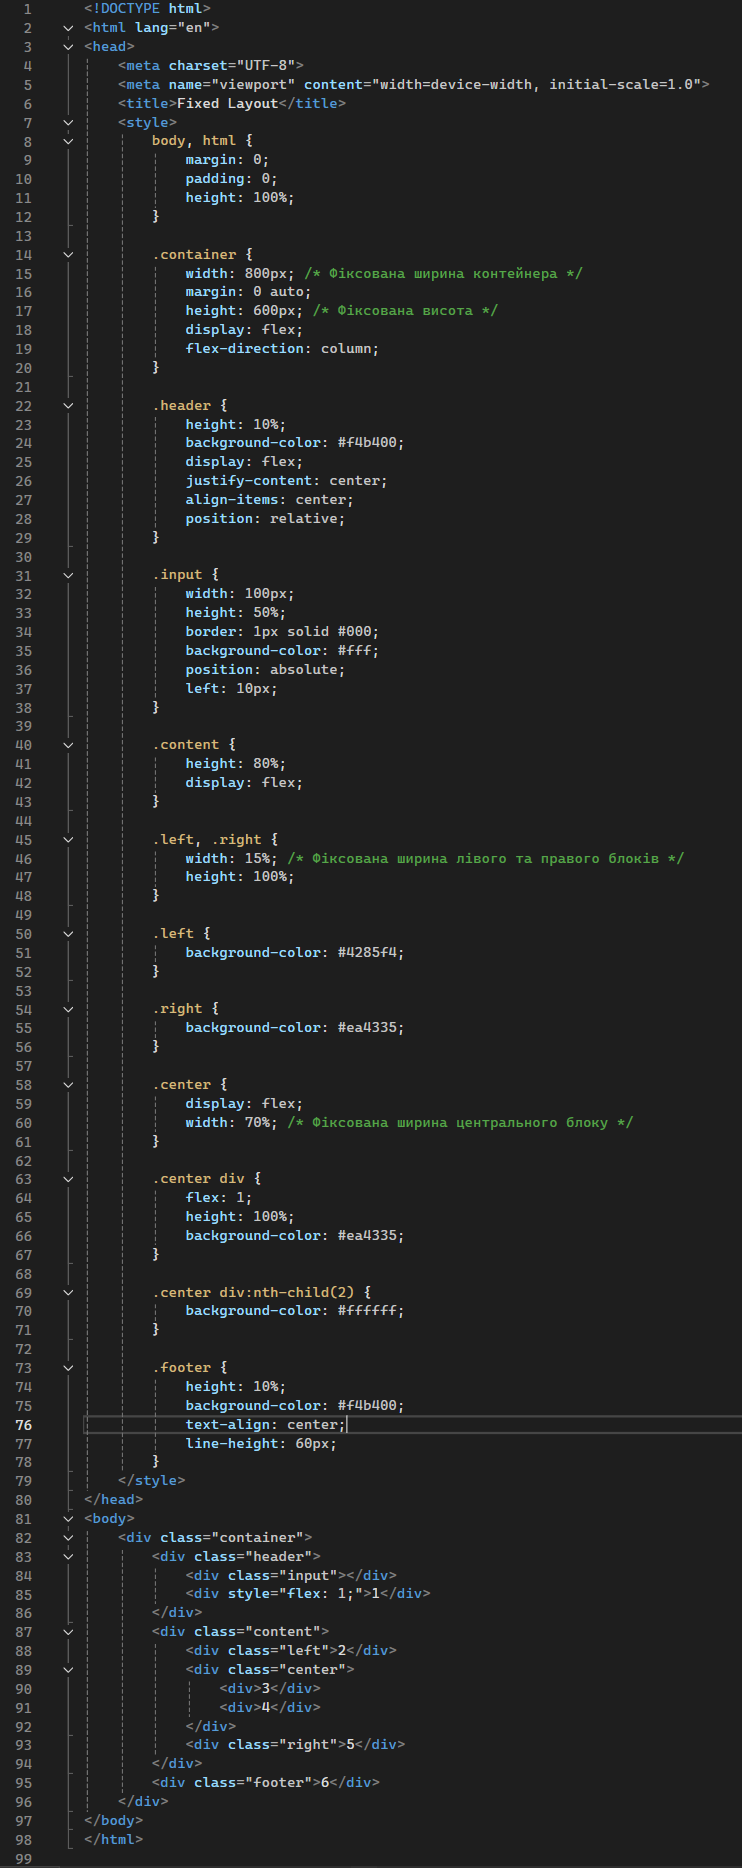 1 <!DOCTYPE html>
2 <html lang="en">
3 <head>
4     <meta charset="UTF-8">
5     <meta name="viewport" content="width=device-width, initial-scale=1.0">
6     <title>Fixed Layout</title>
7     <style>
8         body, html {
9             margin: 0;
10             padding: 0;
11             height: 100%;
12         }
13
14         .container {
15             width: 800px; /* Фіксована ширина контейнера */
16             margin: 0 auto;
17             height: 600px; /* Фіксована висота */
18             display: flex;
19             flex-direction: column;
20         }
21
22         .header {
23             height: 10%;
24             background-color: #f4b400;
25             display: flex;
26             justify-content: center;
27             align-items: center;
28             position: relative;
29         }
30
31         .input {
32             width: 100px;
33             height: 50%;
34             border: 1px solid #000;
35             background-color: #fff;
36             position: absolute;
37             left: 10px;
38         }
39
40         .content {
41             height: 80%;
42             display: flex;
43         }
44
45         .left, .right {
46             width: 15%; /* Фіксована ширина лівого та правого блоків */
47             height: 100%;
48         }
49
50         .left {
51             background-color: #4285f4;
52         }
53
54         .right {
55             background-color: #ea4335;
56         }
57
58         .center {
59             display: flex;
60             width: 70%; /* Фіксована ширина центрального блоку */
61         }
62
63         .center div {
64             flex: 1;
65             height: 100%;
66             background-color: #ea4335;
67         }
68
69         .center div:nth-child(2) {
70             background-color: #ffffff;
71         }
72
73         .footer {
74             height: 10%;
75             background-color: #f4b400;
76             text-align: center;
77             line-height: 60px;
78         }
79     </style>
80 </head>
81 <body>
82     <div class="container">
83         <div class="header">
84             <div class="input"></div>
85             <div style="flex: 1;">1</div>
86         </div>
87         <div class="content">
88             <div class="left">2</div>
89             <div class="center">
90                 <div>3</div>
91                 <div>4</div>
92             </div>
93             <div class="right">5</div>
94         </div>
95         <div class="footer">6</div>
96     </div>
97 </body>
98 </html>
99